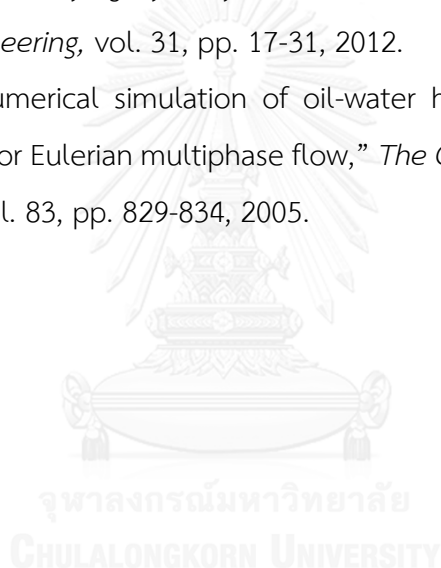 eering, vol. 31, pp. 17-31, 2012.
umerical simulation of oil-water h
or Eulerian multiphase flow,” The C
l. 83, pp. 829-834, 2005.
จุฬาลงกรณ์มหาวิทยาลัย
CHULALONGKORN UNIVERSITY